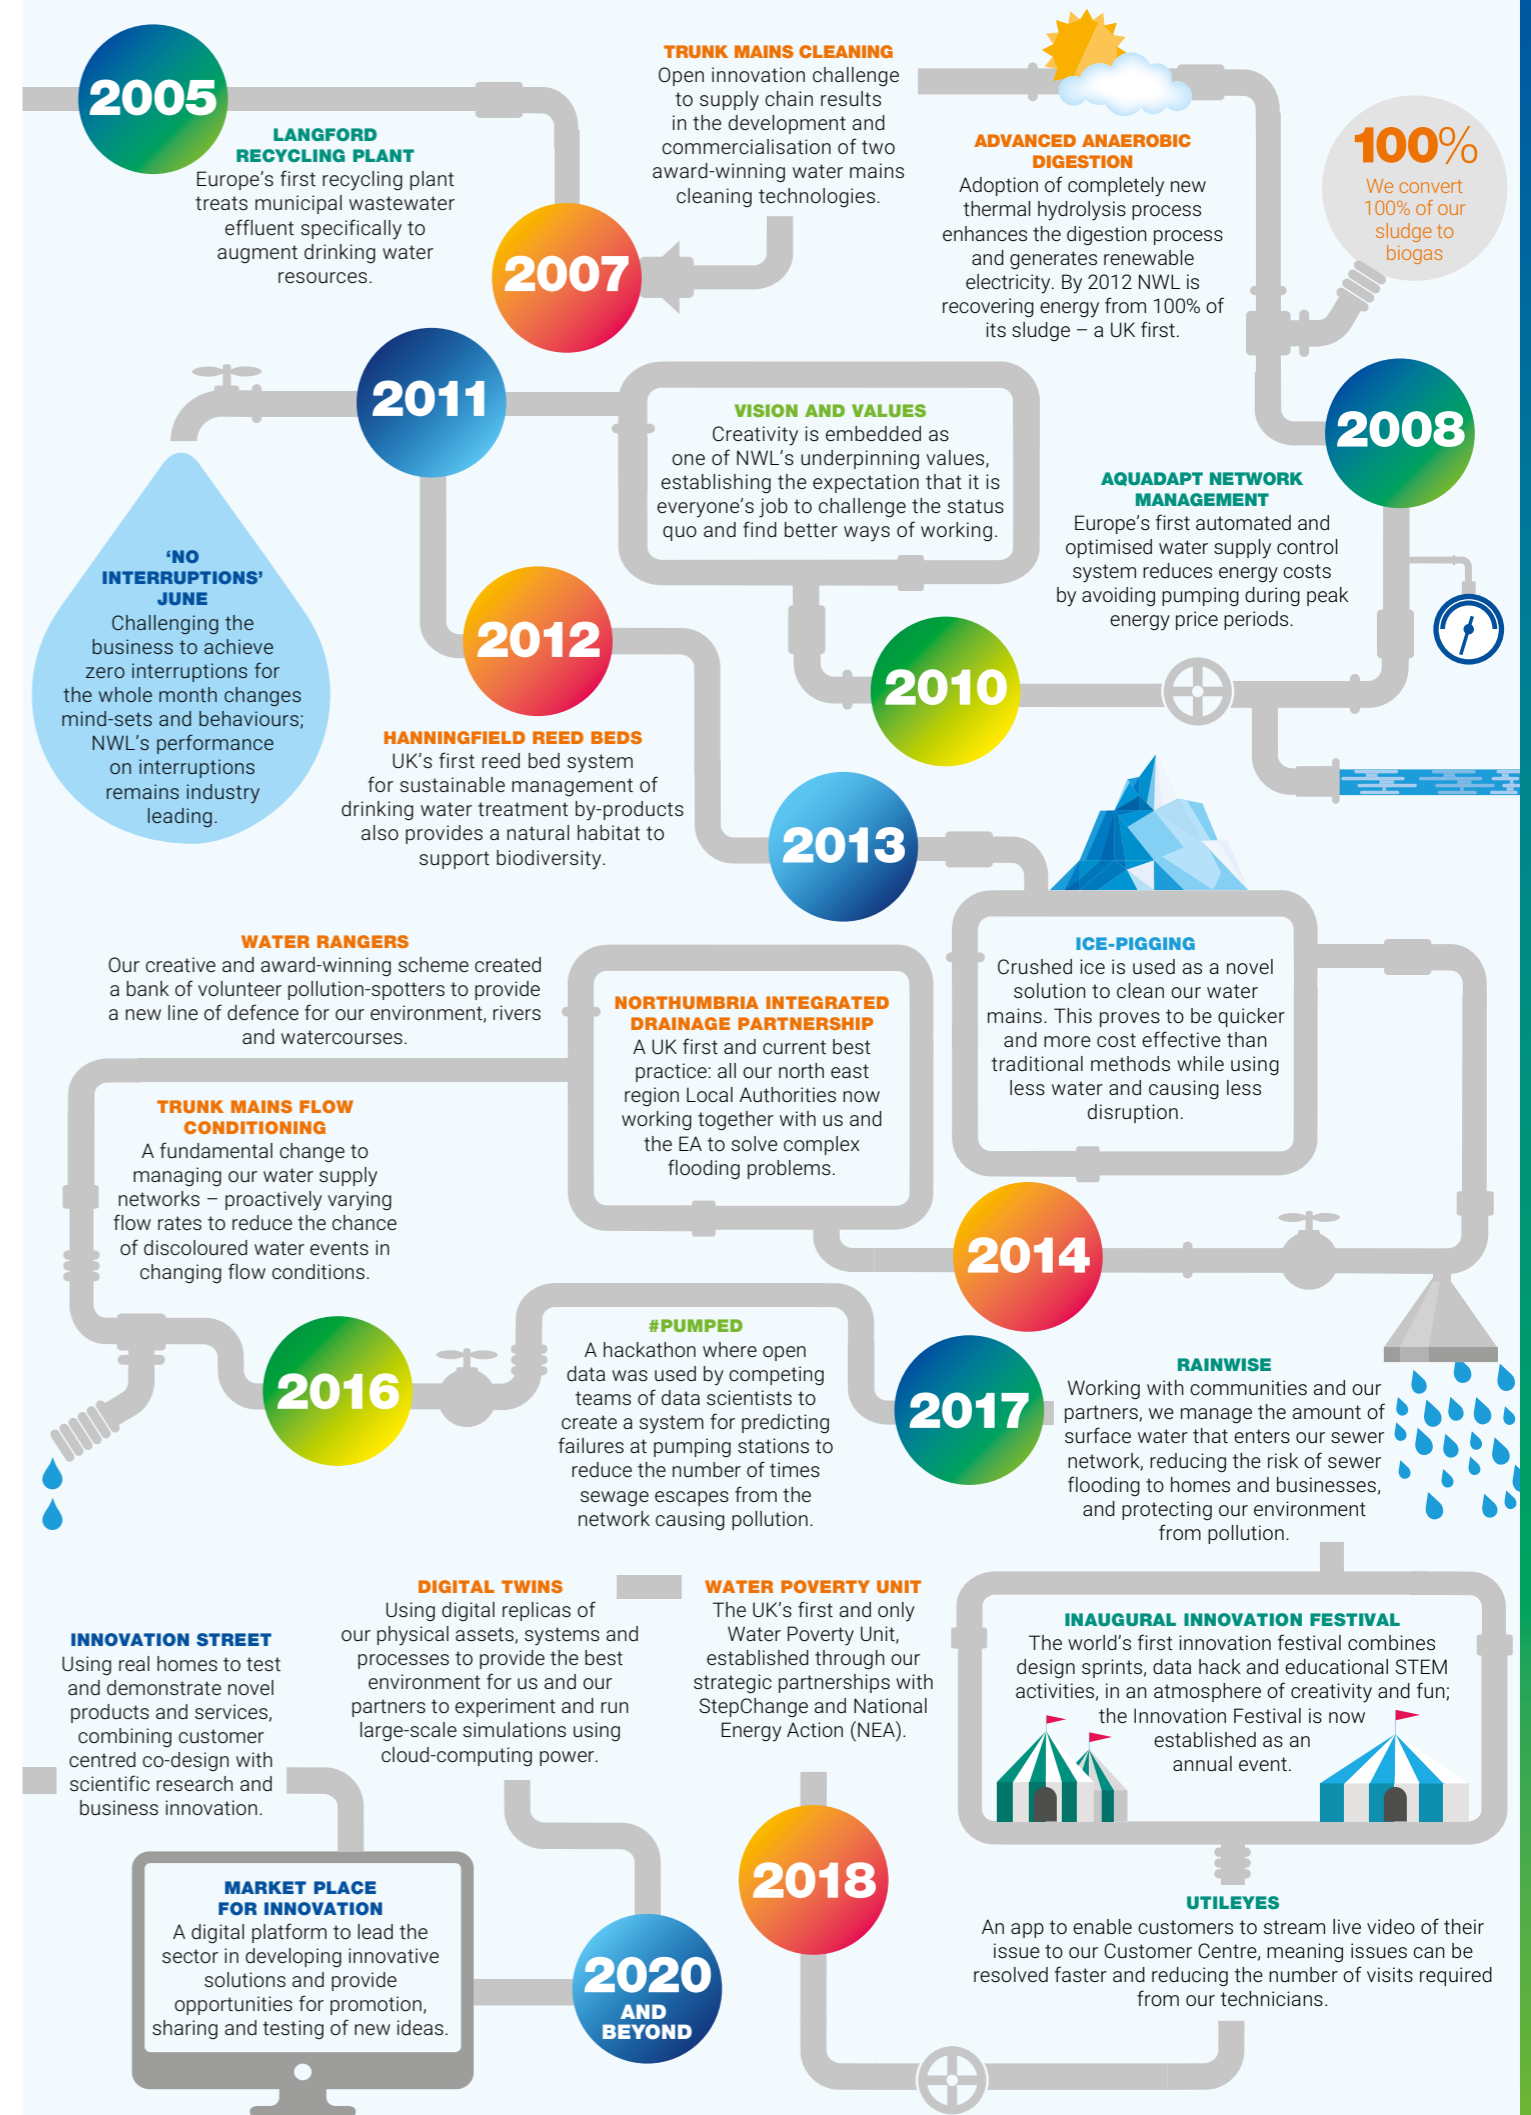 2005
LANGFORD
RECYCLING PLANT
Europe's first recycling plant
treats municipal wastewater
effluent specifically to
augment drinking water
resources.
2007
TRUNK MAINS CLEANING
Open innovation challenge
to supply chain results
in the development and
commercialisation of two
award-winning water mains
cleaning technologies.
ADVANCED ANAEROBIC
DIGESTION
Adoption of completely new
thermal hydrolysis process
enhances the digestion process
and generates renewable
electricity. By 2012 NWL is
recovering energy from 100% of
its sludge – a UK first.
100%
We convert
100% of our
sludge to
biogas
2008
AQUADAPT NETWORK
MANAGEMENT
Europe's first automated and
optimised water supply control
system reduces energy costs
by avoiding pumping during peak
energy price periods.
2010
VISION AND VALUES
Creativity is embedded as
one of NWL's underpinning values,
establishing the expectation that it is
everyone's job to challenge the status
quo and find better ways of working.
2011
‘NO
INTERRUPTIONS’
JUNE
Challenging the
business to achieve
zero interruptions for
the whole month changes
mind-sets and behaviours;
NWL's performance
on interruptions
remains industry
leading.
2012
HANNINGFIELD REED BEDS
UK's first reed bed system
for sustainable management of
drinking water treatment by-products
also provides a natural habitat to
support biodiversity.
2013
ICE-PIGGING
Crushed ice is used as a novel
solution to clean our water
mains. This proves to be quicker
and more cost effective than
traditional methods while using
less water and causing less
disruption.
2014
NORTHUMBRIA INTEGRATED
DRAINAGE PARTNERSHIP
A UK first and current best
practice: all our north east
region Local Authorities now
working together with us and
the EA to solve complex
flooding problems.
WATER RANGERS
Our creative and award-winning scheme created
a bank of volunteer pollution-spotters to provide
a new line of defence for our environment, rivers
and watercourses.
TRUNK MAINS FLOW
CONDITIONING
A fundamental change to
managing our water supply
networks – proactively varying
flow rates to reduce the chance
of discoloured water events in
changing flow conditions.
2016
#PUMPED
A hackathon where open
data was used by competing
teams of data scientists to
create a system for predicting
failures at pumping stations to
reduce the number of times
sewage escapes from the
network causing pollution.
2017
RAINWISE
Working with communities and our
partners, we manage the amount of
surface water that enters our sewer
network, reducing the risk of sewer
flooding to homes and businesses,
and protecting our environment
from pollution.
INAUGURAL INNOVATION FESTIVAL
The world's first innovation festival combines
design sprints, data hack and educational STEM
activities, in an atmosphere of creativity and fun;
the Innovation Festival is now
established as an
annual event.
UTILEYES
An app to enable customers to stream live video of their
issue to our Customer Centre, meaning issues can be
resolved faster and reducing the number of visits required
from our technicians.
2018
WATER POVERTY UNIT
The UK's first and only
Water Poverty Unit,
established through our
strategic partnerships with
StepChange and National
Energy Action (NEA).
DIGITAL TWINS
Using digital replicas of
our physical assets, systems and
processes to provide the best
environment for us and our
partners to experiment and run
large-scale simulations using
cloud-computing power.
2020
AND
BEYOND
INNOVATION STREET
Using real homes to test
and demonstrate novel
products and services,
combining customer
centred co-design with
scientific research and
business innovation.
MARKET PLACE
FOR INNOVATION
A digital platform to lead the
sector in developing innovative
solutions and provide
opportunities for promotion,
sharing and testing of new ideas.